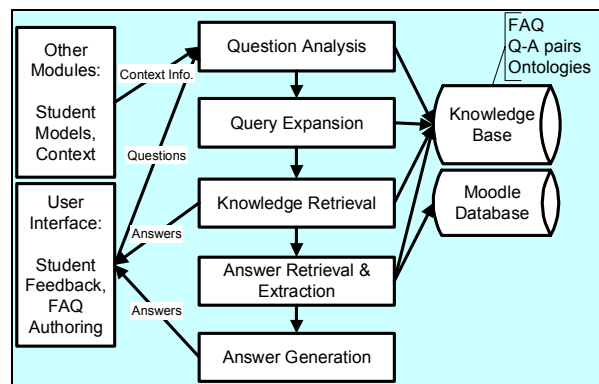 Other
Modules:
Student
Models,
Context
User
Interface:
Student
Feedback,
FAQ
Authoring
Context Info.
Questions
Answers
Answers
Question Analysis
Query Expansion
Knowledge Retrieval
Answer Retrieval &
Extraction
Answer Generation
FAQ
Q-A pairs
Ontologies
Knowledge
Base
Moodle
Database